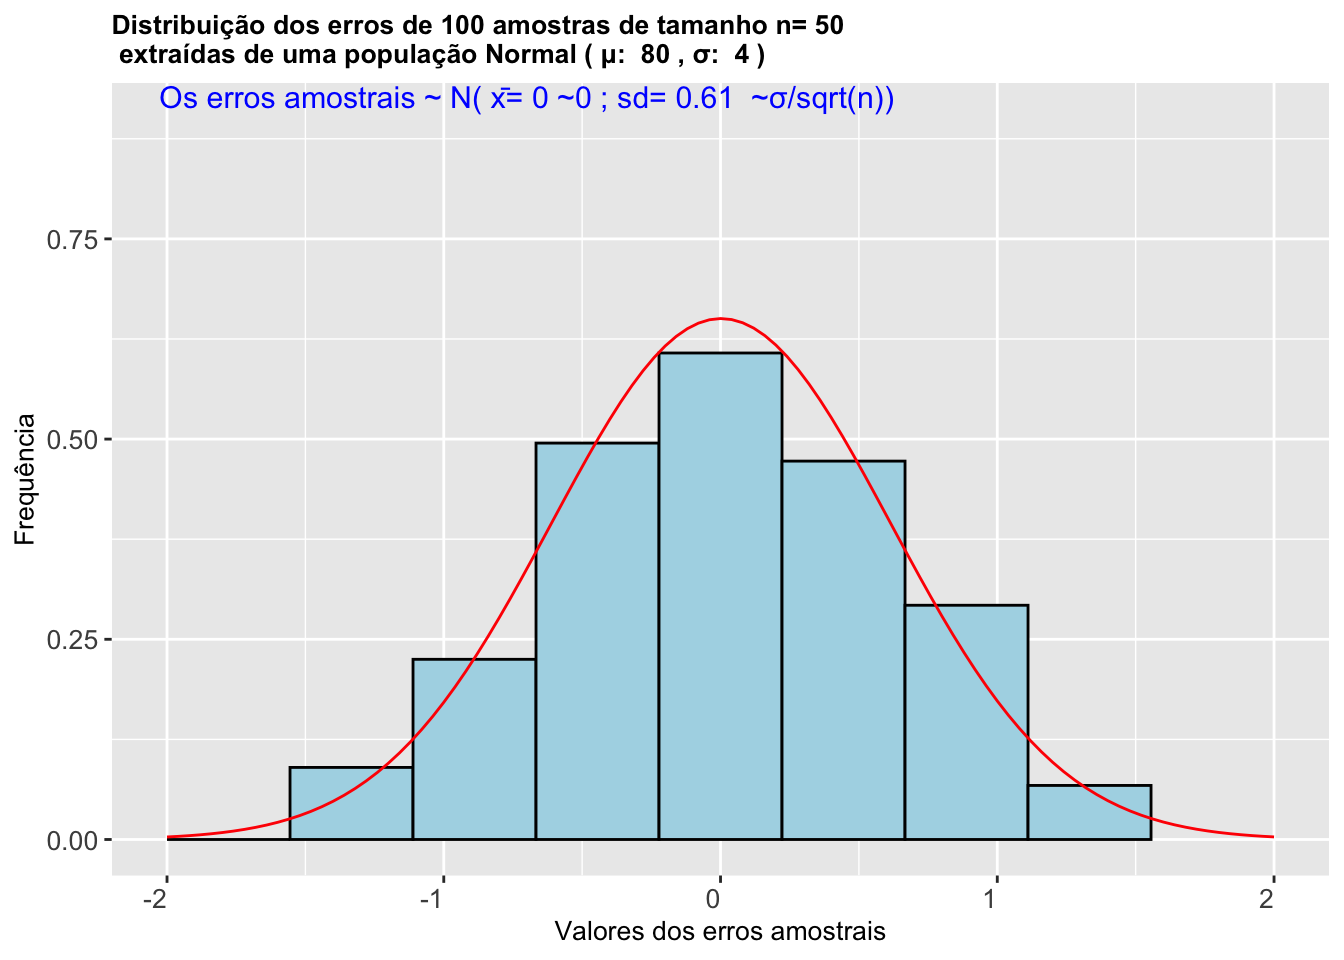 Distribuição dos erros de 100 amostras de tamanho n= 50
extraídas de uma população Normal ( μ:  80 , σ:  4 )
Os erros amostrais ~ N( x̄= 0 ~0 ; sd= 0.61  ~σ/sqrt(n))
0.75
0.50
0.25
0.00
Frequência
-2
-1
0
1
2
Valores dos erros amostrais